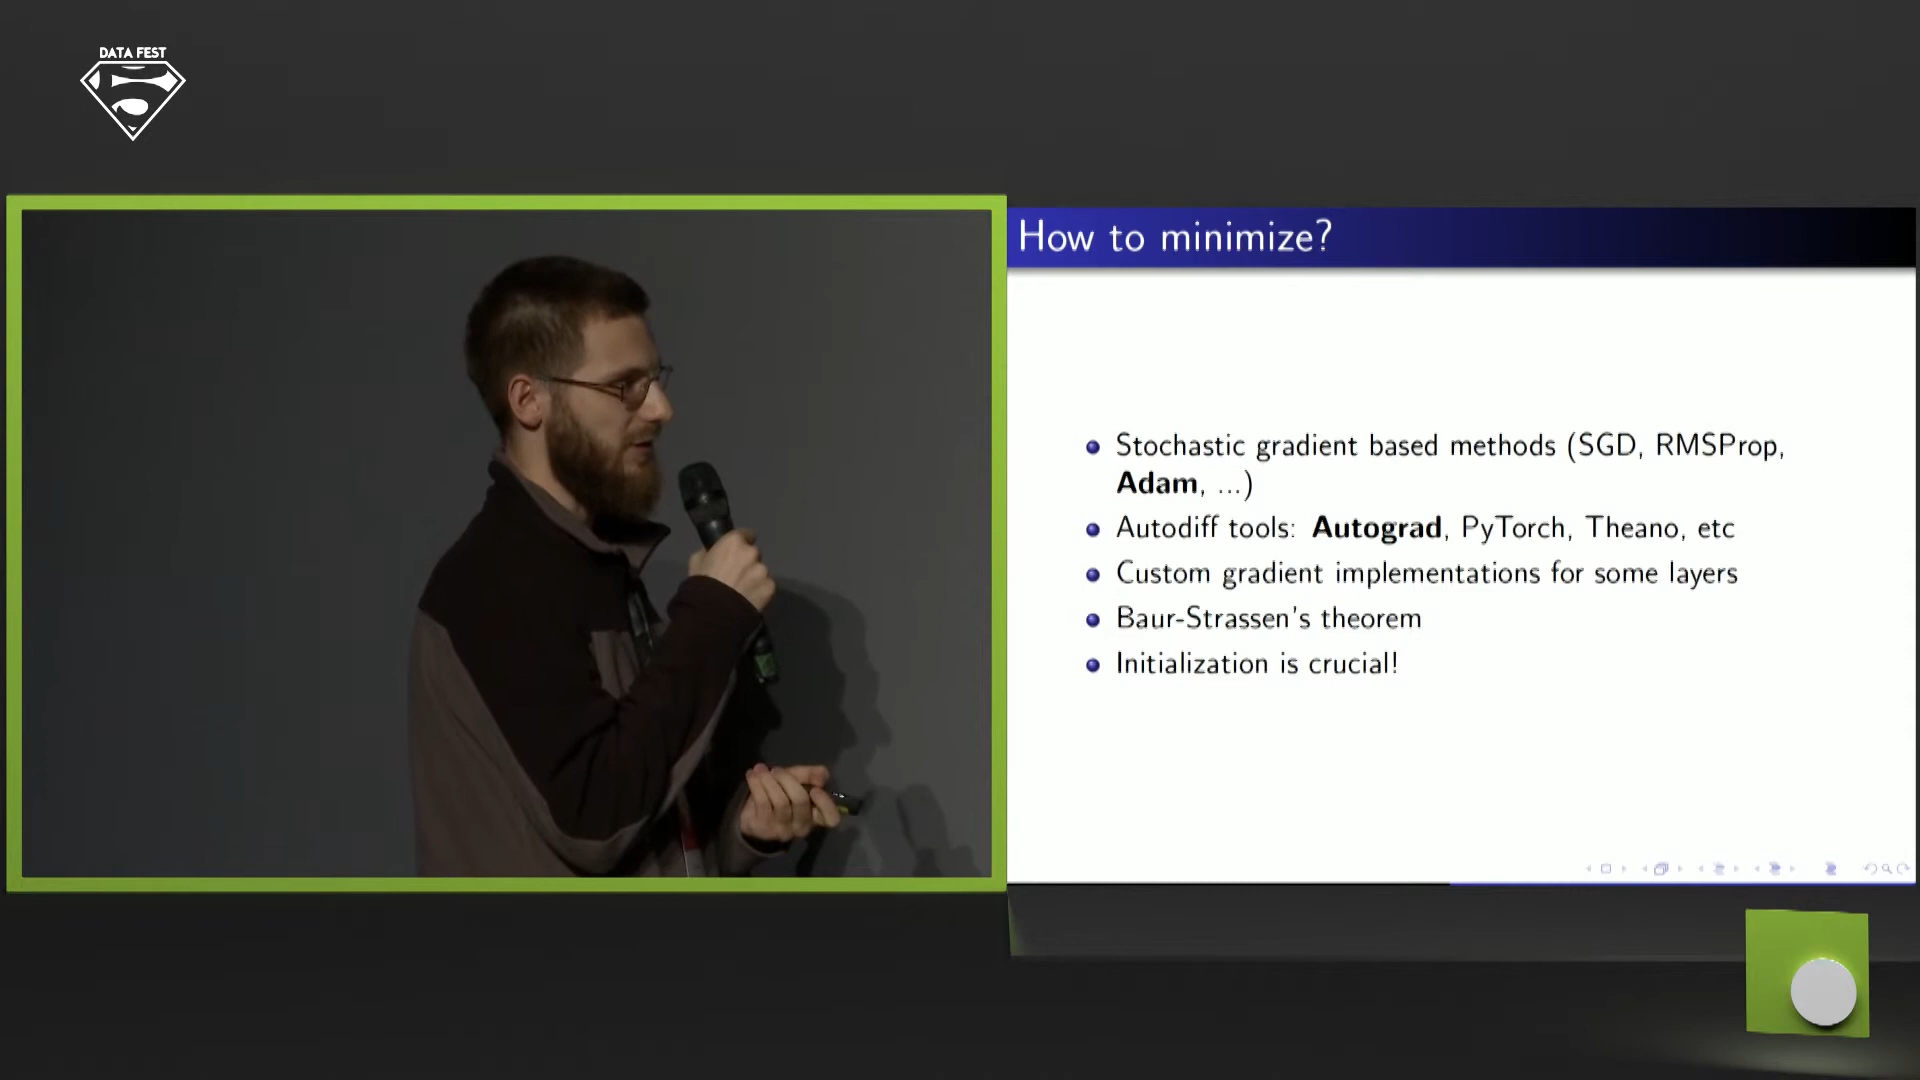 DATA FEST
How to minimize?
Stochastic gradient based methods (SGD, RMSProp,
Adam, ...)
Autodiff tools: Autograd, PyTorch, Theano, etc
Custom gradient implementations for some layers
Baur-Strassen's theorem
Initialization is crucial!